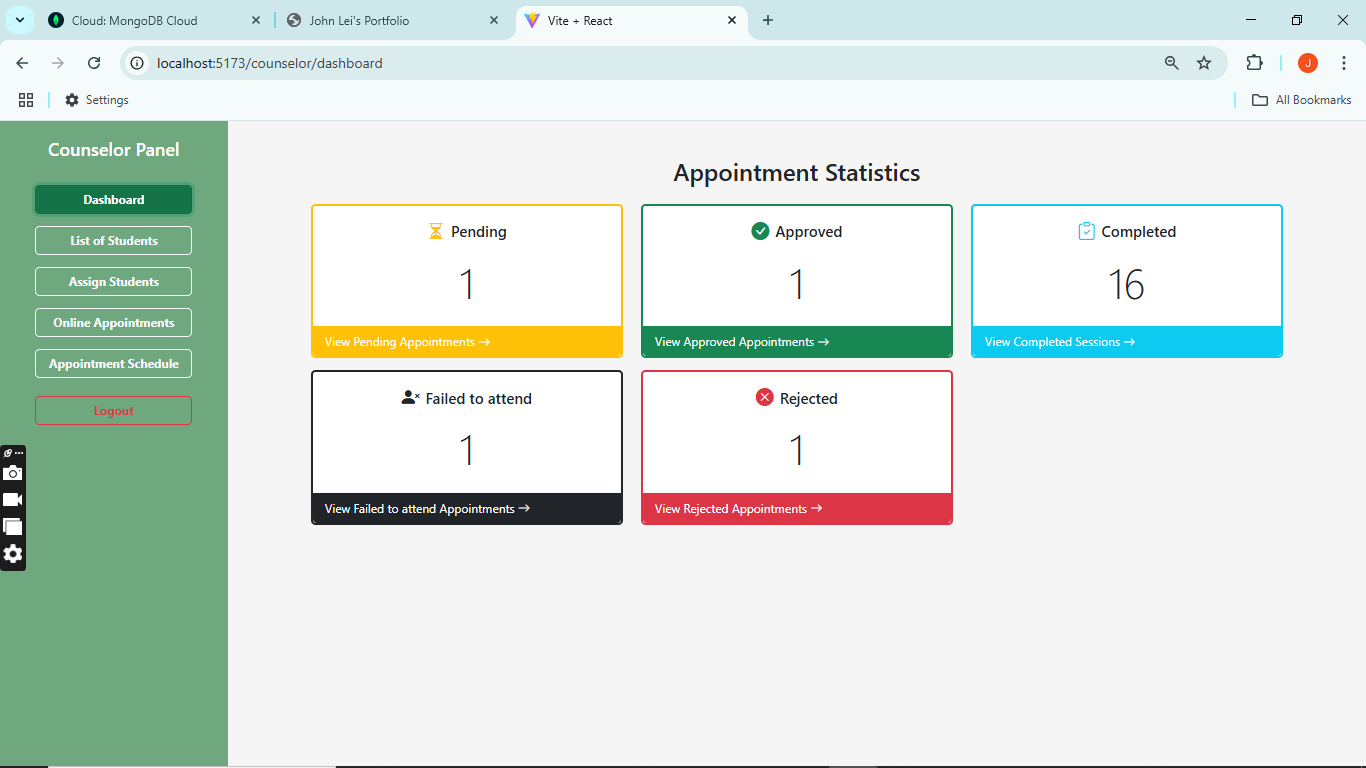 Cloud: MongoDB Cloud
John Lei's Portfolio
Vite + React
localhost:5173/counselor/dashboard
J
Settings
All Bookmarks
Counselor Panel
Dashboard
List of Students
Assign Students
Online Appointments
Appointment Schedule
Logout
Appointment Statistics
Pending
1
View Pending Appointments →
Approved
1
View Approved Appointments →
Completed
16
View Completed Sessions →
Failed to attend
1
View Failed to attend Appointments →
Rejected
1
View Rejected Appointments →